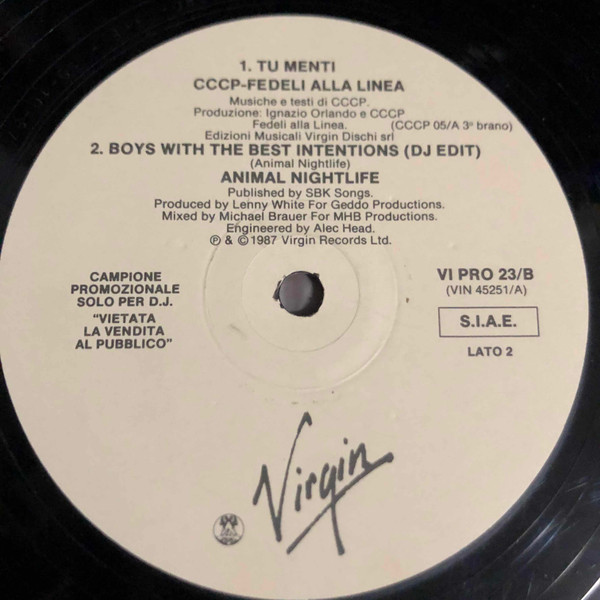 1. TU MENTI
CCCP-FEDELI ALLA LINEA
Musiche e testi di CCCP.
Produzione: Ignazio Orlando e CCCP
Fedeli alla Linea. (CCCP 05/A 3º brano)
Edizioni Musicali Virgin Dischi srl
2. BOYS WITH THE BEST INTENTIONS (DJ EDIT)
(Animal Nightlife)
ANIMAL NIGHTLIFE
Published by SBK Songs.
Produced by Lenny White For Geddo Productions.
Mixed by Michael Brauer For MHB Productions.
Engineered by Alec Head.
℗ & © 1987 Virgin Records Ltd.
CAMPIONE
PROMOZIONALE
SOLO PER D.J.
"VIETATA
LA VENDITA
AL PUBBLICO"
VI PRO 23/B
(VIN 45251/A)
S.I.A.E.
LATO 2
Virgin